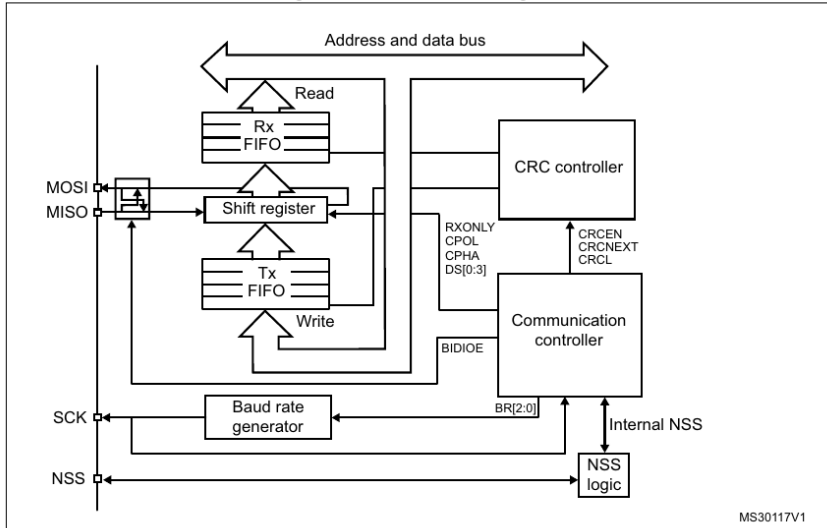 Address and data bus
Read
Rx
FIFO
CRC controller
MOSI
MISO
Shift register
RXONLY
CPOL
CPHA
DS[0:3]
CRCEN
CRCNEXT
CRCL
Tx
FIFO
Write
Communication
controller
BIDIOE
BR[2:0]
SCK
Baud rate
generator
Internal NSS
NSS
NSS
logic
MS30117V1